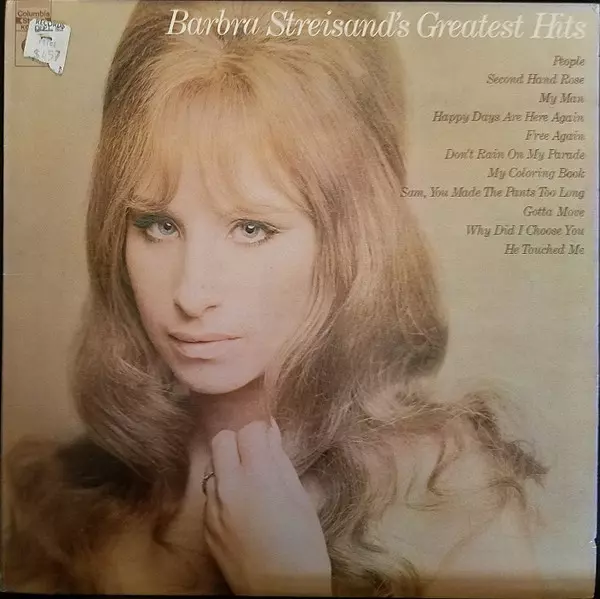 Columbia
Barbra Streisand's Greatest Hits
People
Second Hand Rose
My Man
Happy Days Are Here Again
Free Again
Don't Rain On My Parade
My Coloring Book
Sam, You Made The Pants Too Long
Gotta Move
Why Did I Choose You
He Touched Me